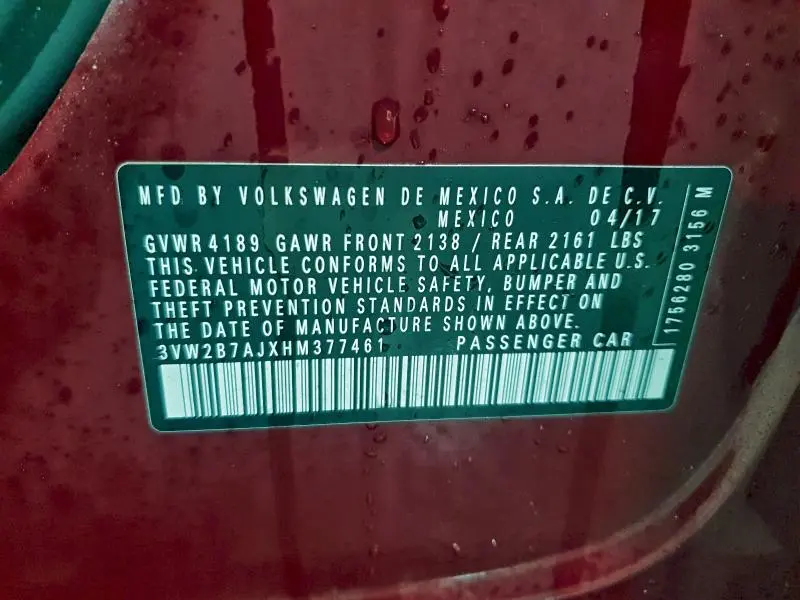 MFD BY VOLKSWAGEN DE MEXICO S.A. DE C.V.
MEXICO 04/17
GVWR 4189 GAWR FRONT 2138 / REAR 2161 LBS
THIS VEHICLE CONFORMS TO ALL APPLICABLE U.S.
FEDERAL MOTOR VEHICLE SAFETY, BUMPER AND
THEFT PREVENTION STANDARDS IN EFFECT ON
THE DATE OF MANUFACTURE SHOWN ABOVE.
3VW2B7AJXHM377461 PASSENGER CAR
1756280 3156 M